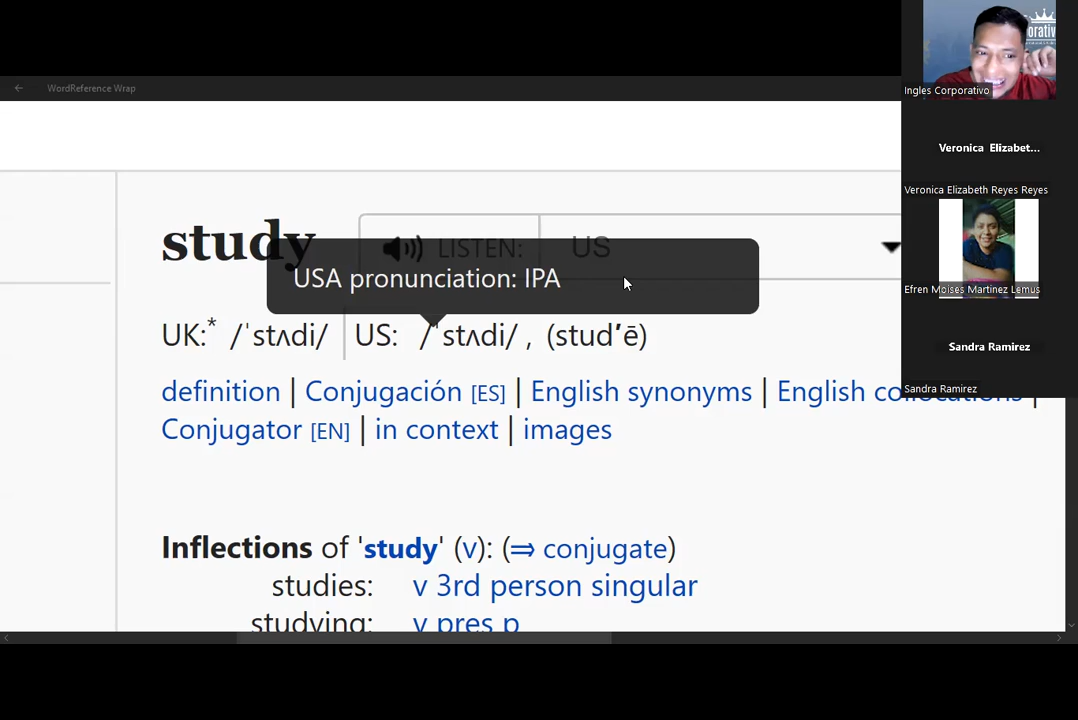 WordReference Wrap
study
LISTEN:
US
USA pronunciation: IPA
UK:* /ˈstʌdi/
US: /ˈstʌdi/ , (stud′ē)
definition | Conjugación [ES] | English synonyms | English collocations |
Conjugator [EN] | in context | images
Inflections of 'study' (v): (⇒ conjugate)
studies: v 3rd person singular
studying: v pres p
Ingles Corporativo
Veronica Elizabet...
Veronica Elizabeth Reyes Reyes
Efren Moises Martinez Lemus
Sandra Ramirez
Sandra Ramirez